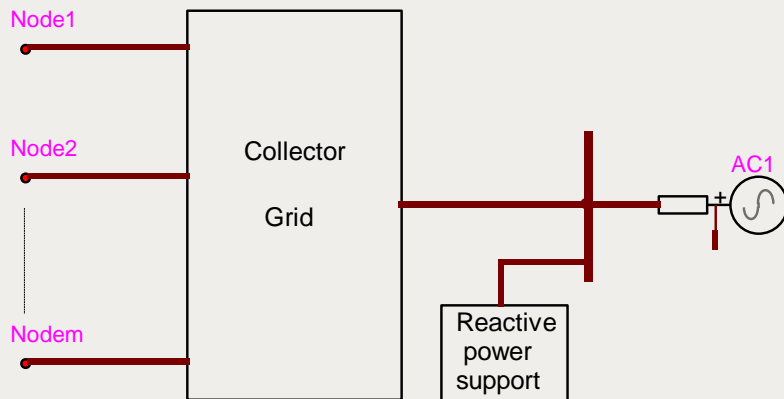 Node1
Node2
Nodem
Collector
Grid
AC1
+
Reactive
power
support